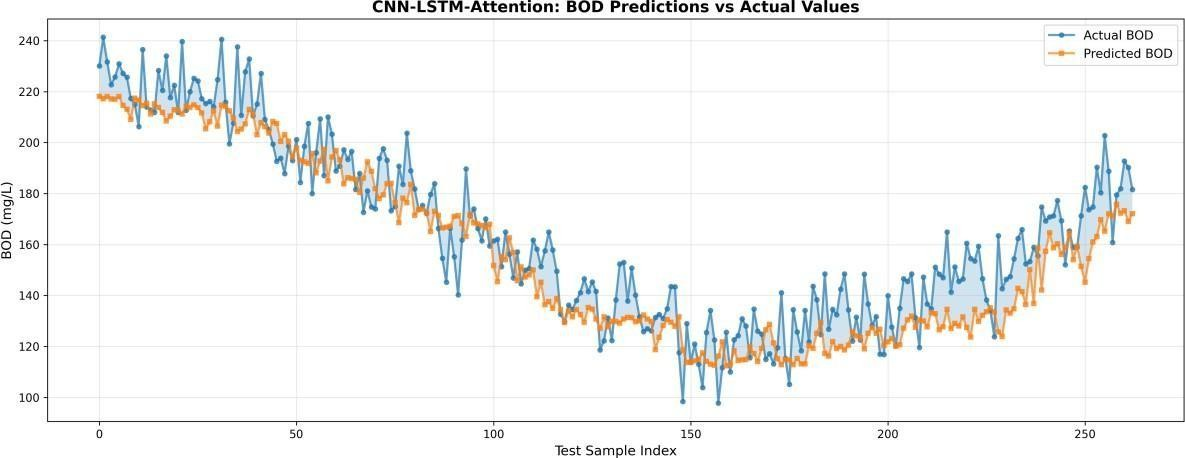 CNN-LSTM-Attention: BOD Predictions vs Actual Values
Actual BOD
Predicted BOD
BOD (mg/L)
240
220
200
180
160
140
120
100
0 50 100 150 200 250
Test Sample Index